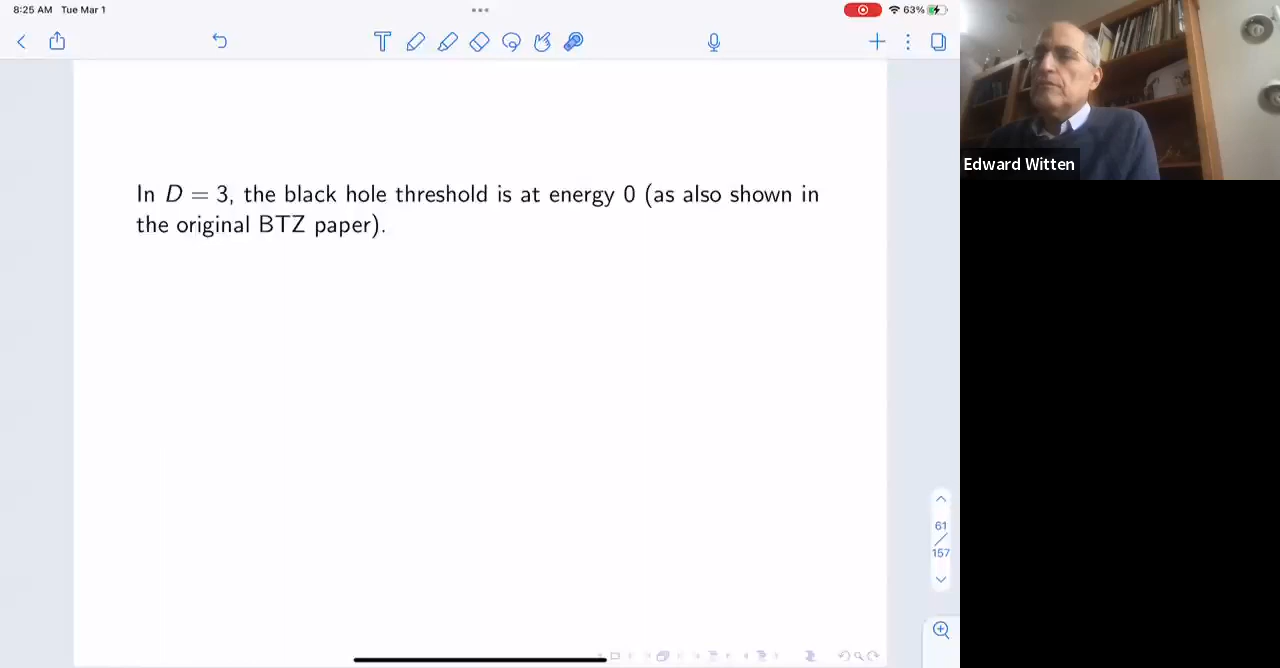 8:25 AM Tue Mar 1
63%
In D = 3, the black hole threshold is at energy 0 (as also shown in
the original BTZ paper).
61
157
Edward Witten